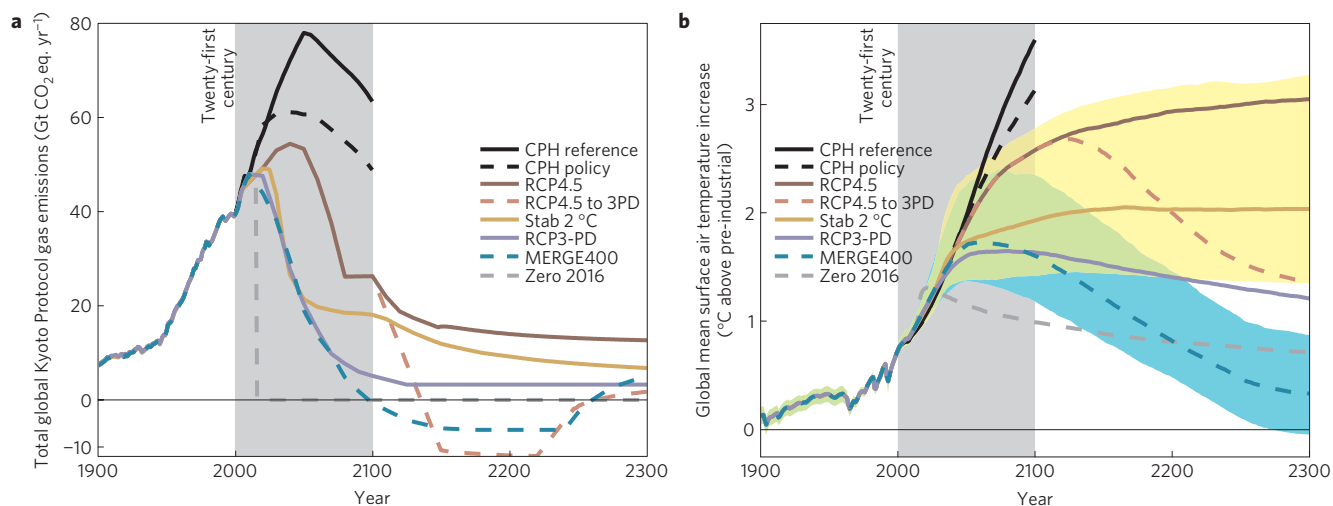 a
Total global Kyoto Protocol gas emissions (Gt CO2 eq. yr−1)
80
60
40
20
0
−10
Twenty-first
century
CPH reference
CPH policy
RCP4.5
RCP4.5 to 3PD
Stab 2 °C
RCP3-PD
MERGE400
Zero 2016
1900
2000
2100
2200
2300
Year
b
Global mean surface air temperature increase
(°C above pre-industrial)
3
2
1
0
Twenty-first
century
CPH reference
CPH policy
RCP4.5
RCP4.5 to 3PD
Stab 2 °C
RCP3-PD
MERGE400
Zero 2016
1900
2000
2100
2200
2300
Year